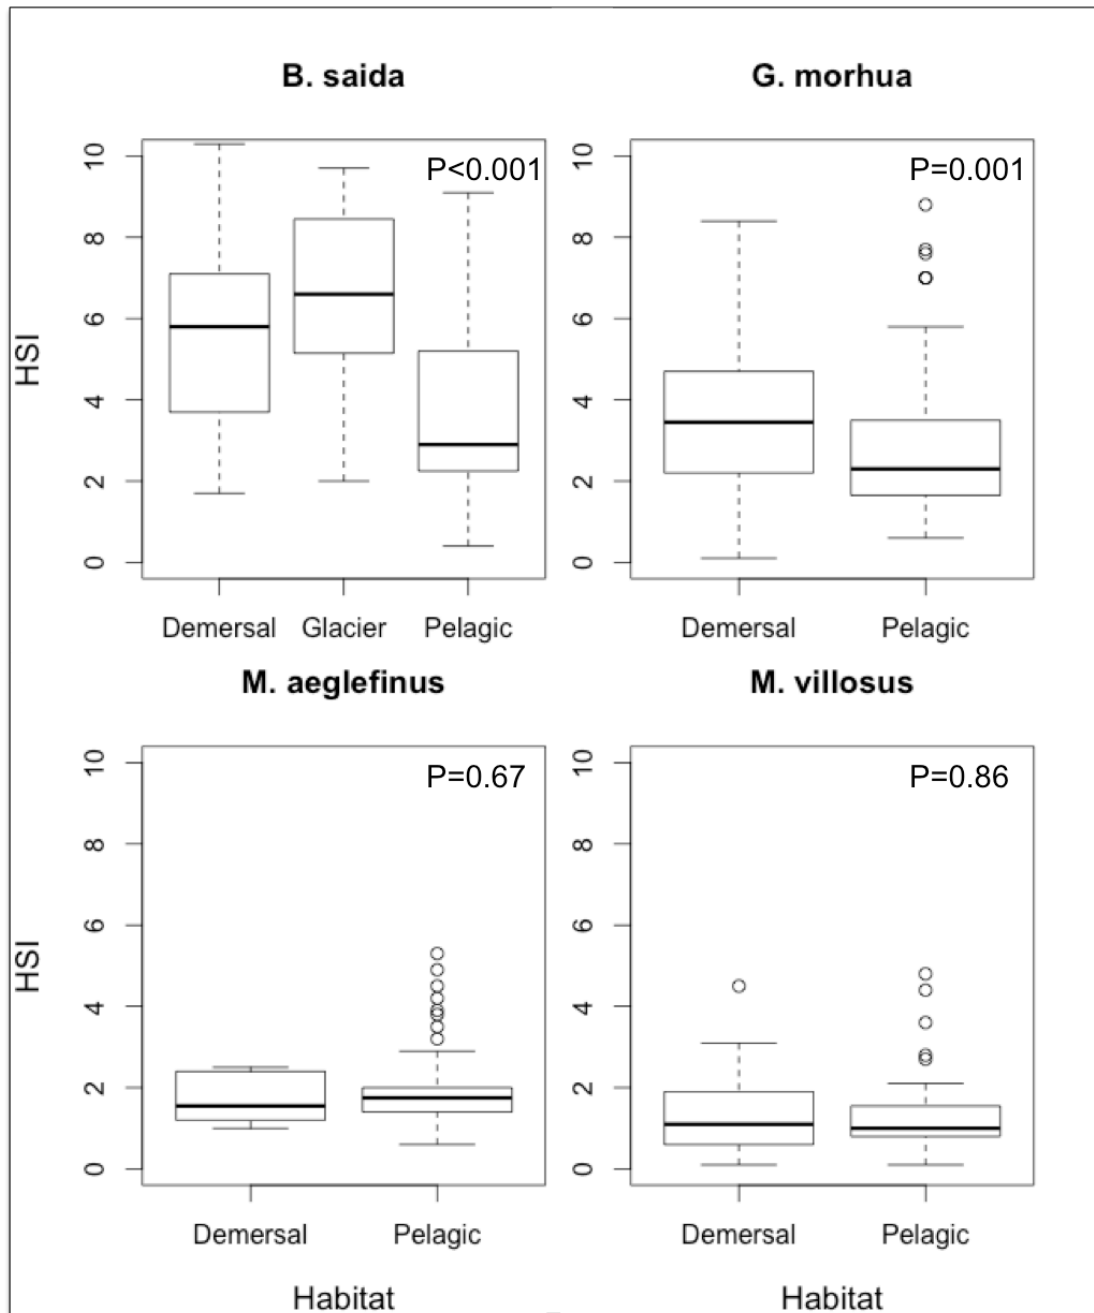 B. saida
G. morhua
HSI
10
8
6
4
2
0
P<0.001
10
8
6
4
2
0
P=0.001
Demersal Glacier Pelagic
Demersal Pelagic
M. aeglefinus
M. villosus
HSI
10
8
6
4
2
0
P=0.67
10
8
6
4
2
0
P=0.86
Demersal Pelagic
Demersal Pelagic
Habitat
Habitat